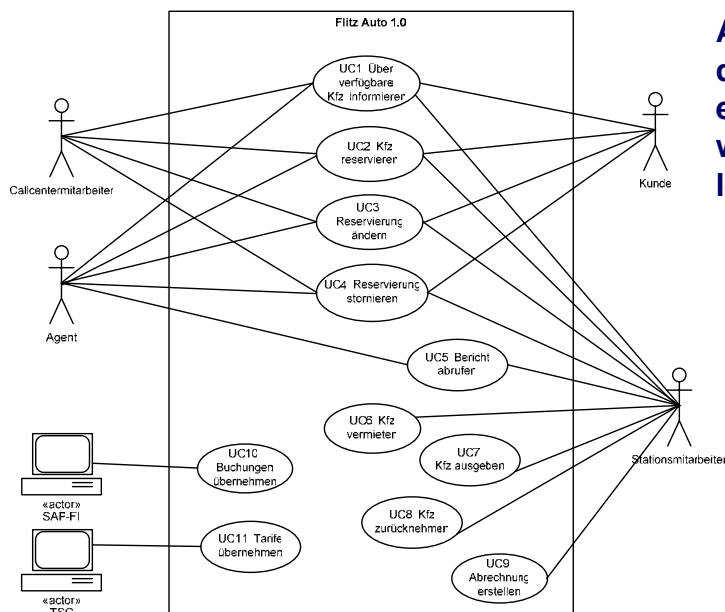 Flitz Auto 1.0
UC1 Über
verfügbare
Kfz informieren
Callcentermitarbeiter
UC2 Kfz
reservieren
Kunde
UC3
Reservierung
ändern
UC4 Reservierung
stornieren
Agent
UC5 Bericht
abrufen
UC6 Kfz
vermieten
UC7
Kfz ausgeben
Stationsmitarbeiter
UC10
Buchungen
übernehmen
«actor»
SAP-FI
UC8 Kfz
zurücknehmen
UC11 Tarife
übernehmen
UC9
Abrechnung
erstellen
«actor»